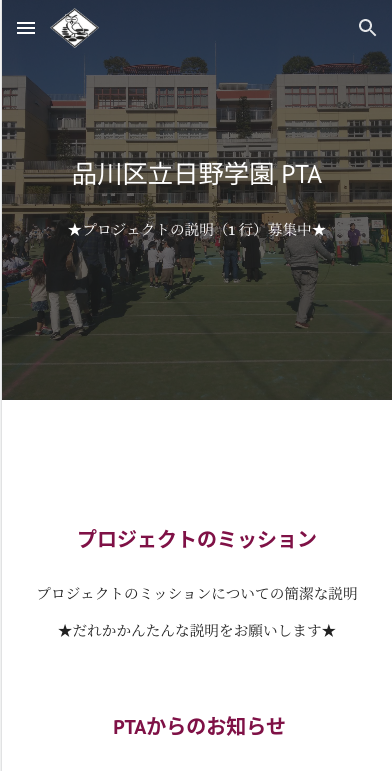 品川区立日野学園 PTA
★プロジェクトの説明（1 行）募集中★
プロジェクトのミッション
プロジェクトのミッションについての簡潔な説明
★だれかかんたんな説明をお願いします★
PTAからのお知らせ